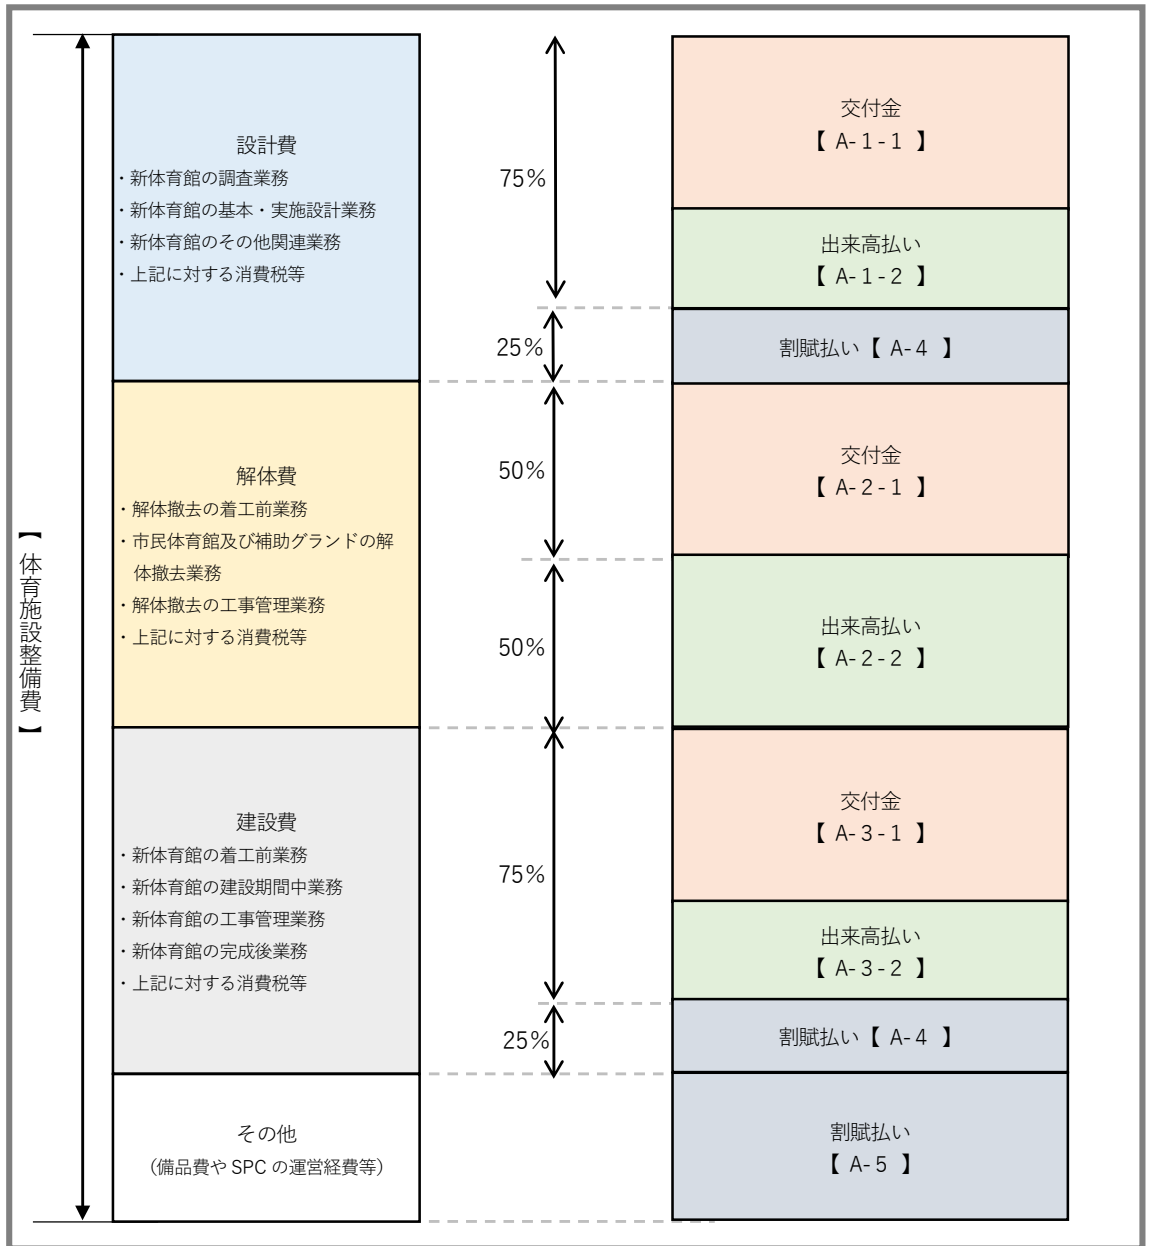 【体育施設整備費】
設計費
・新体育館の調査業務
・新体育館の基本・実施設計業務
・新体育館のその他関連業務
・上記に対する消費税等
解体費
・解体撤去の着工前業務
・市民体育館及び補助グランドの解
体撤去業務
・解体撤去の工事管理業務
・上記に対する消費税等
建設費
・新体育館の着工前業務
・新体育館の建設期間中業務
・新体育館の工事管理業務
・新体育館の完成後業務
・上記に対する消費税等
その他
（備品費や SPC の運営経費等）
75%
25%
50%
50%
75%
25%
交付金
【 A-1-1 】
出来高払い
【 A-1-2 】
割賦払い【 A-4 】
交付金
【 A-2-1 】
出来高払い
【 A-2-2 】
交付金
【 A-3-1 】
出来高払い
【 A-3-2 】
割賦払い【 A-4 】
割賦払い
【 A-5 】